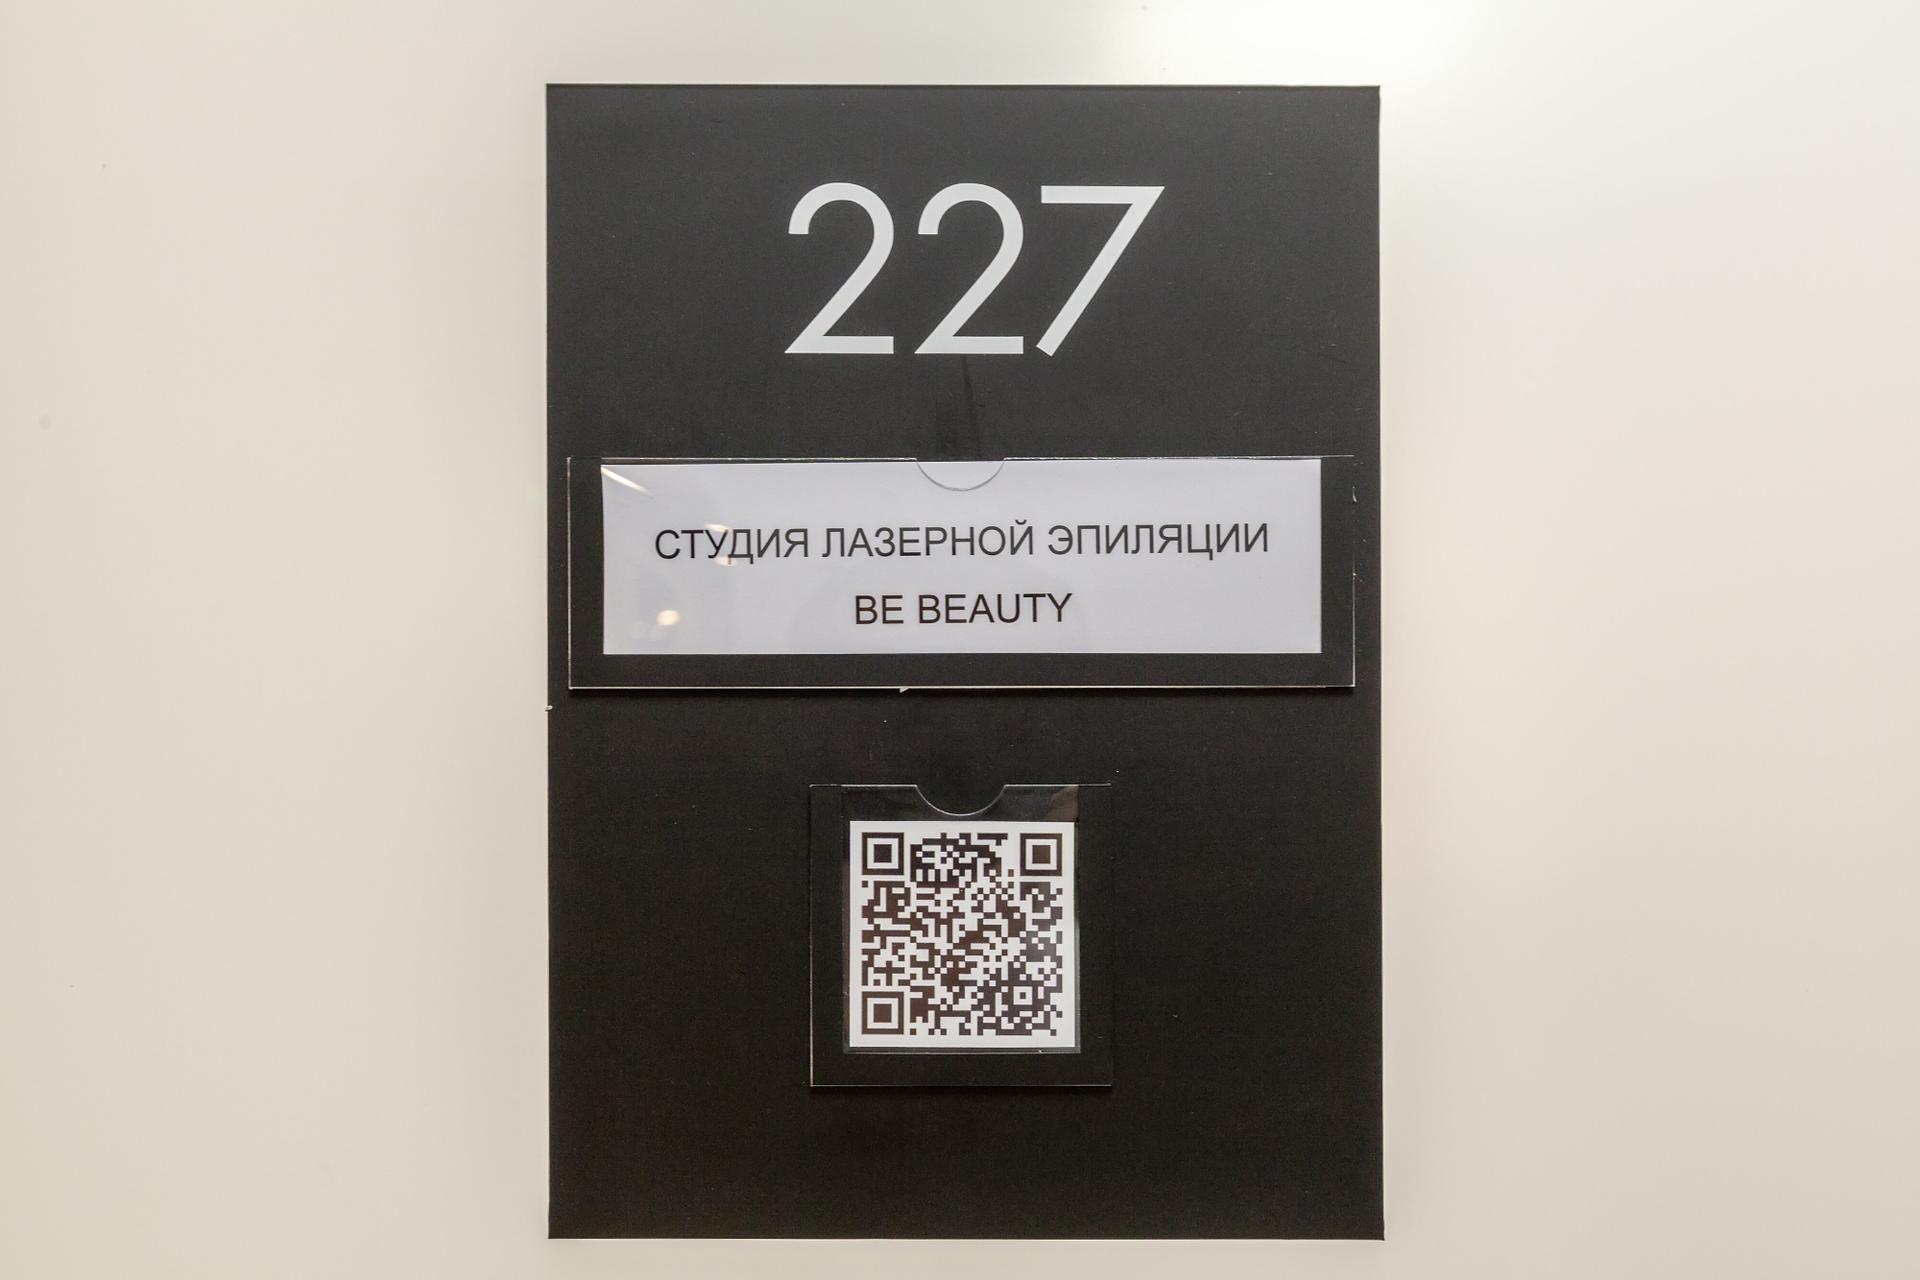 227
СТУДИЯ ЛАЗЕРНОЙ ЭПИЛЯЦИИ
BE BEAUTY